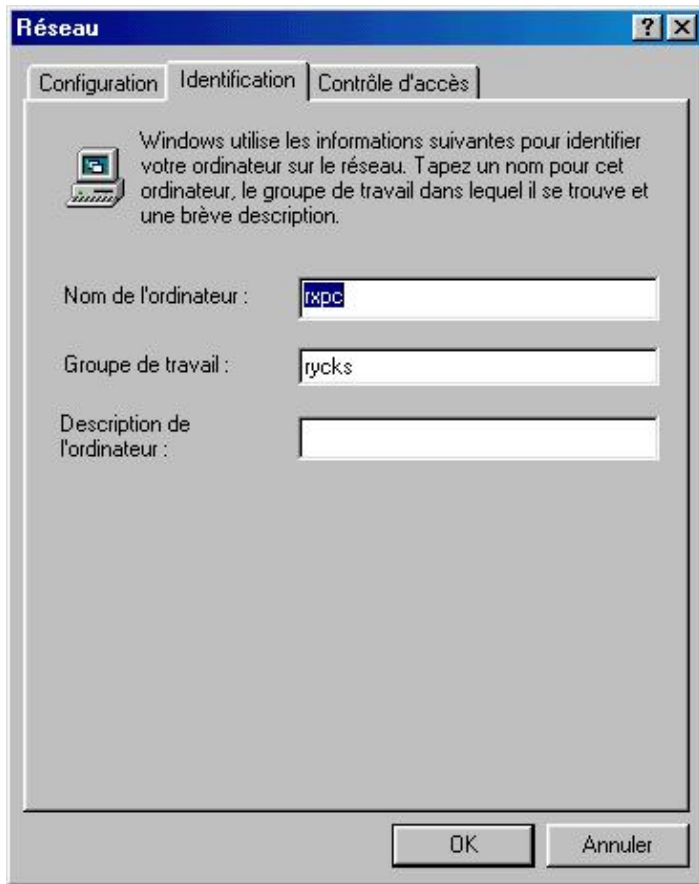 Réseau
Configuration Identification Contrôle d'accès
Windows utilise les informations suivantes pour identifier
votre ordinateur sur le réseau. Tapez un nom pour cet
ordinateur, le groupe de travail dans lequel il se trouve et
une brève description.
Nom de l'ordinateur : rxpc
Groupe de travail : rycks
Description de
l'ordinateur :
OK Annuler